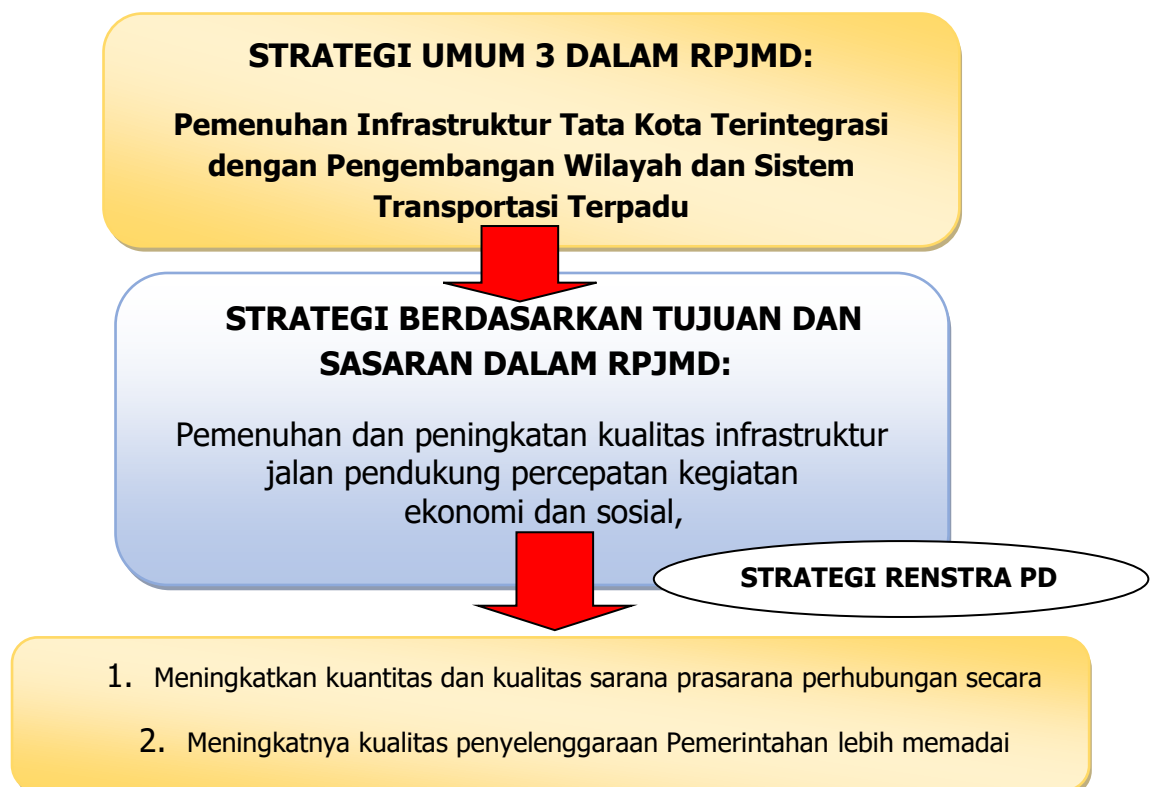 STRATEGI UMUM 3 DALAM RPJMD:
Pemenuhan Infrastruktur Tata Kota Terintegrasi
dengan Pengembangan Wilayah dan Sistem
Transportasi Terpadu
STRATEGI BERDASARKAN TUJUAN DAN
SASARAN DALAM RPJMD:
Pemenuhan dan peningkatan kualitas infrastruktur
jalan pendukung percepatan kegiatan
ekonomi dan sosial,
STRATEGI RENSTRA PD
1. Meningkatkan kuantitas dan kualitas sarana prasarana perhubungan secara
2. Meningkatnya kualitas penyelenggaraan Pemerintahan lebih memadai